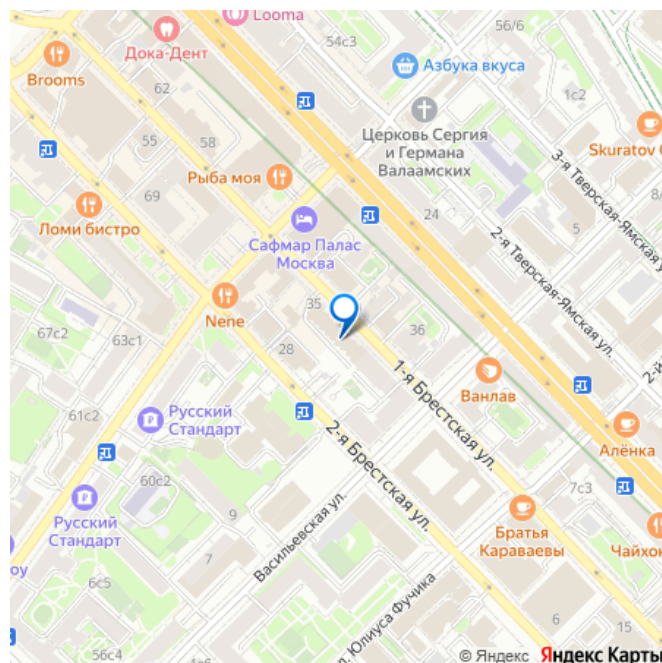 Looma
Дока-Дент
54с3
56/6
Brooms
Азбука вкуса
62
1с2
Церковь Сергия
и Германа
Валаамских
Skuratov
55
58
3-я Тверская-Ямская
Рыба моя
69
24
5
8/
Ломи бистро
Сафмар Палас
Москва
2-я Тверская-Ямская ул.
35
Nene
67с2
63с1
28
36
2-й
1-я Брестская ул.
Ванлав
61с2
Русский
Стандарт
2-я Брестская ул.
Алёнка
60с2
7с3
9
Русский
Стандарт
Васильевская ул.
Братья
Караваевы
7
6с5
ул. Юлиуса Фучика
6
15
56с4
© Яндекс Яндекс Карты